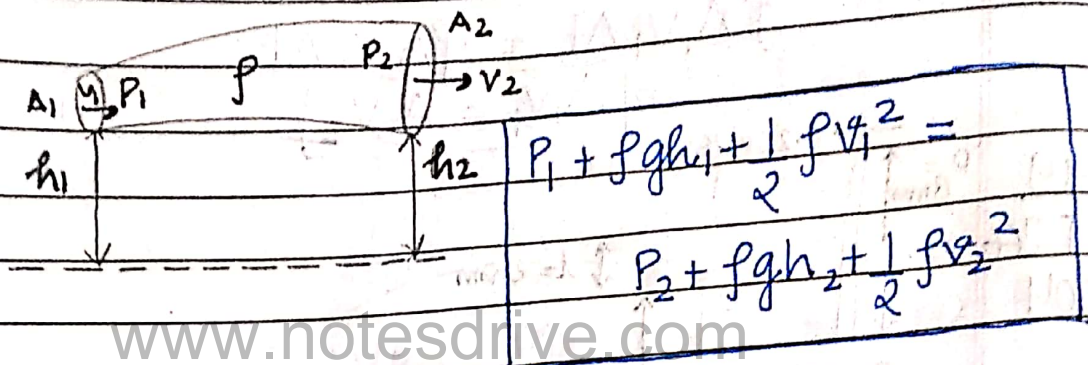 A2
P2
V2
A1
V1
P1
ρ
h1
h2
P1 + ρgh1 + 1/2 ρv1² =
P2 + ρgh2 + 1/2 ρv2²
www.notesdrive.com